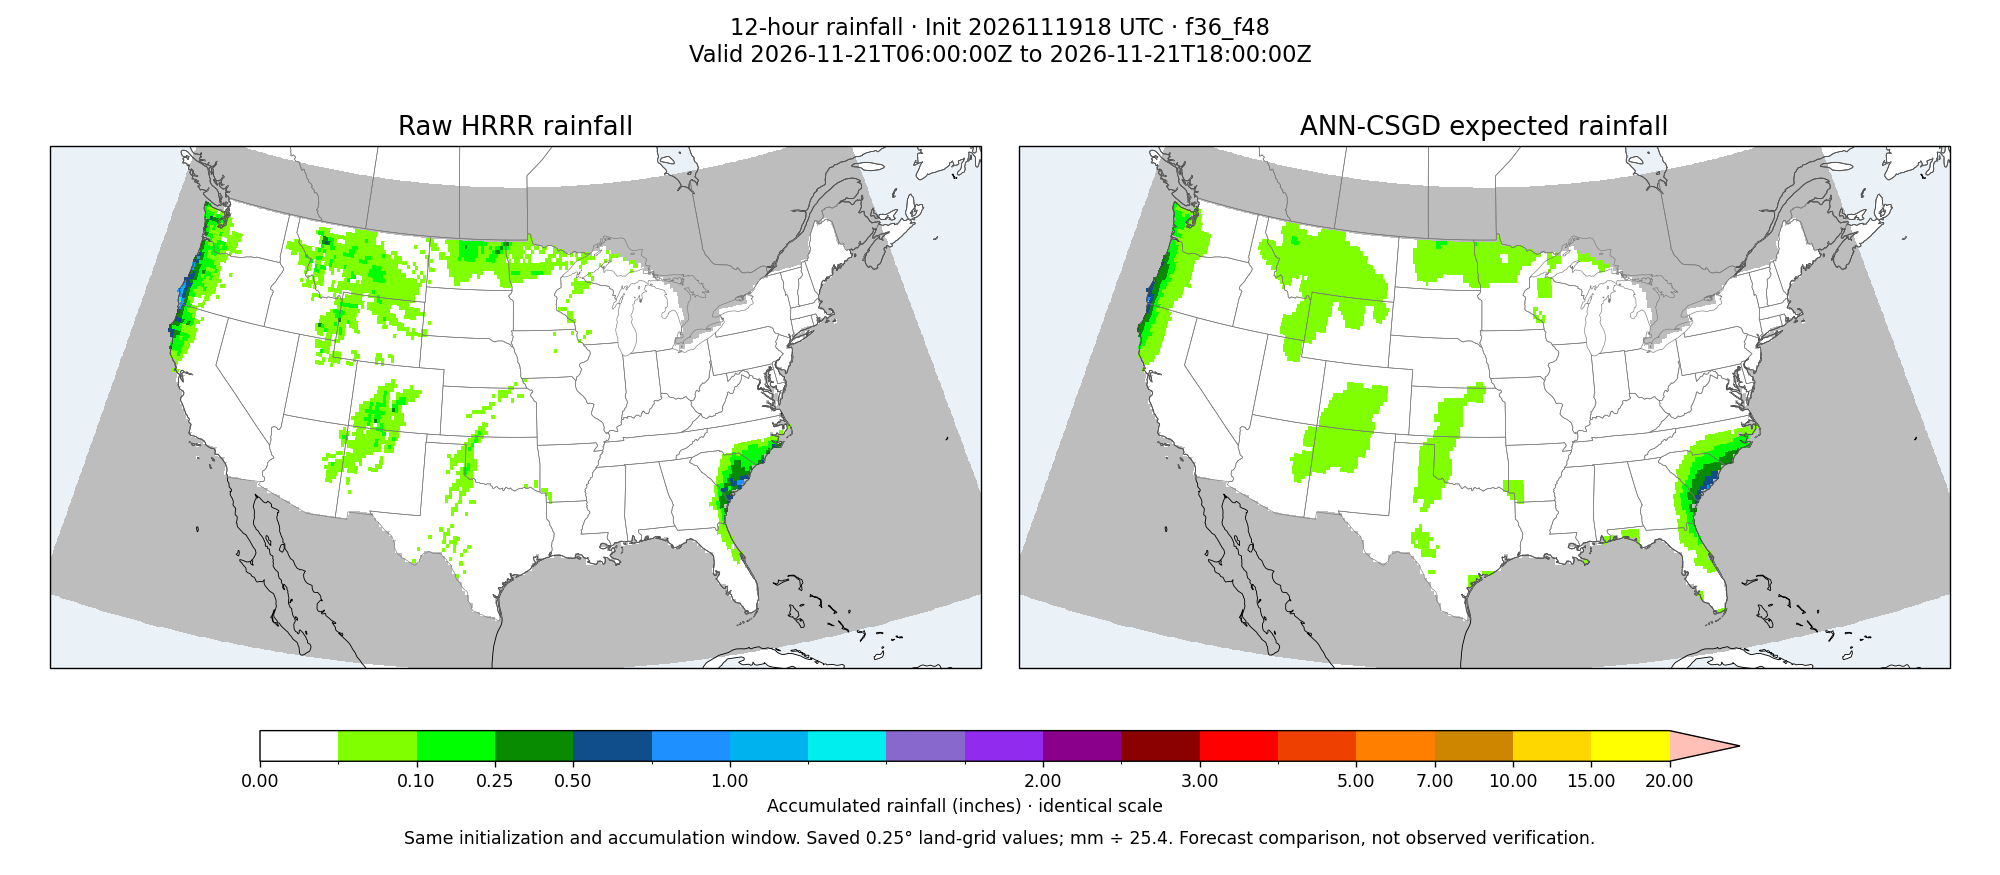 12-hour rainfall · Init 2026111918 UTC · f36_f48
Valid 2026-11-21T06:00:00Z to 2026-11-21T18:00:00Z
Raw HRRR rainfall
ANN-CSGD expected rainfall
0.00 0.10 0.25 0.50 1.00 2.00 3.00 5.00 7.00 10.00 15.00 20.00
Accumulated rainfall (inches) · identical scale
Same initialization and accumulation window. Saved 0.25° land-grid values; mm ÷ 25.4. Forecast comparison, not observed verification.